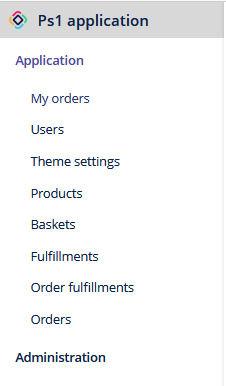 Ps1 application
Application
My orders
Users
Theme settings
Products
Baskets
Fulfillments
Order fulfillments
Orders
Administration